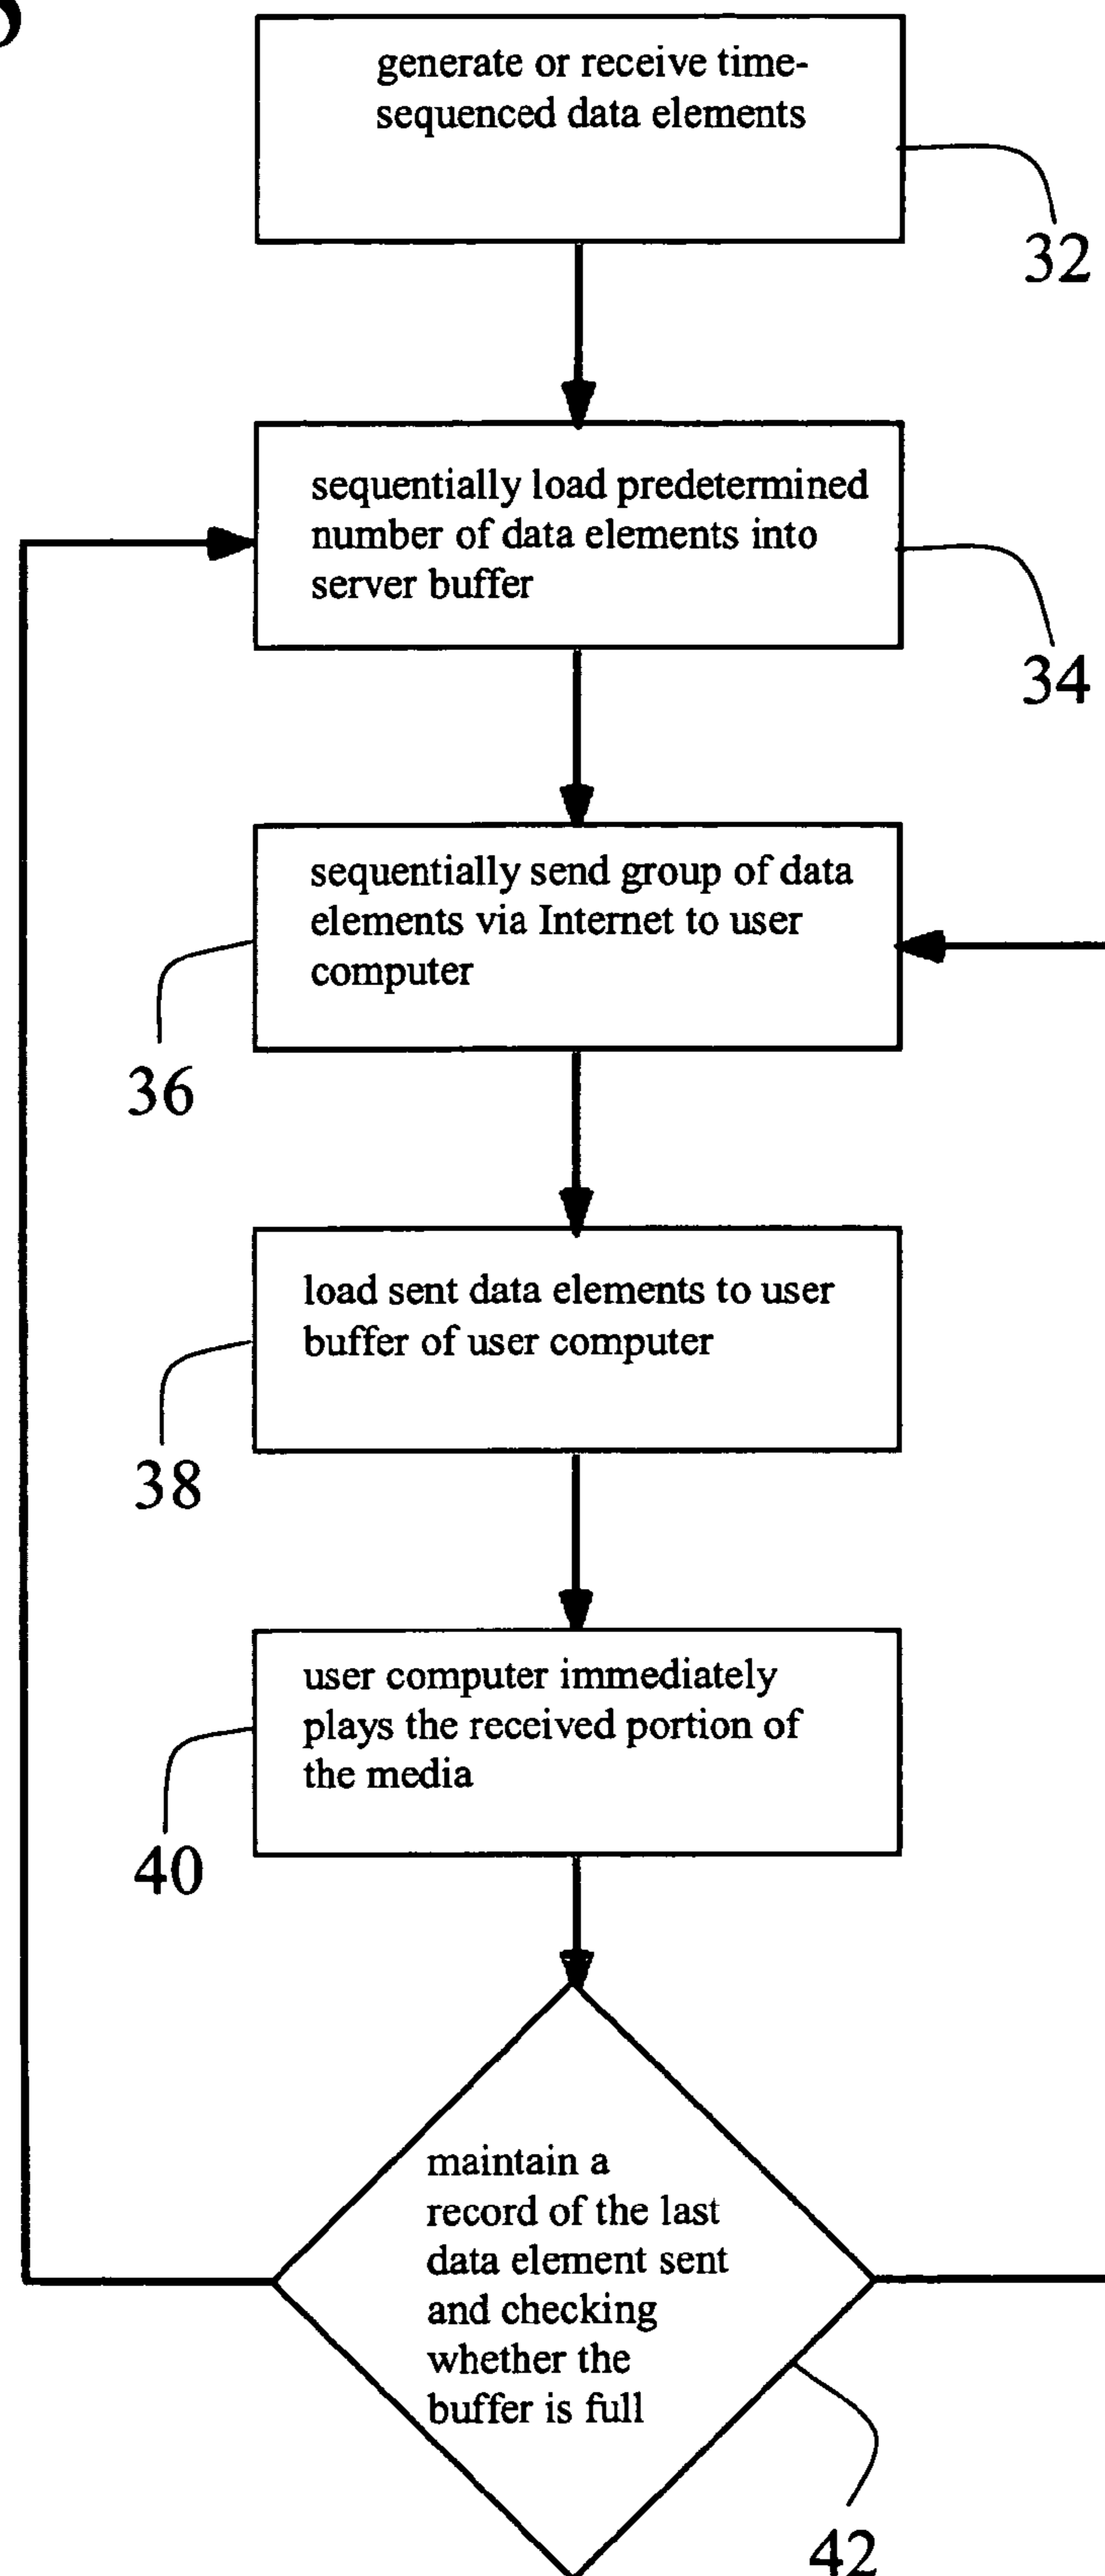 generate or receive time-
sequenced data elements
32
sequentially load predetermined
number of data elements into
server buffer
34
sequentially send group of data
elements via Internet to user
computer
36
load sent data elements to user
buffer of user computer
38
user computer immediately
plays the received portion of
the media
40
maintain a
record of the last
data element sent
and checking
whether the
buffer is full
42